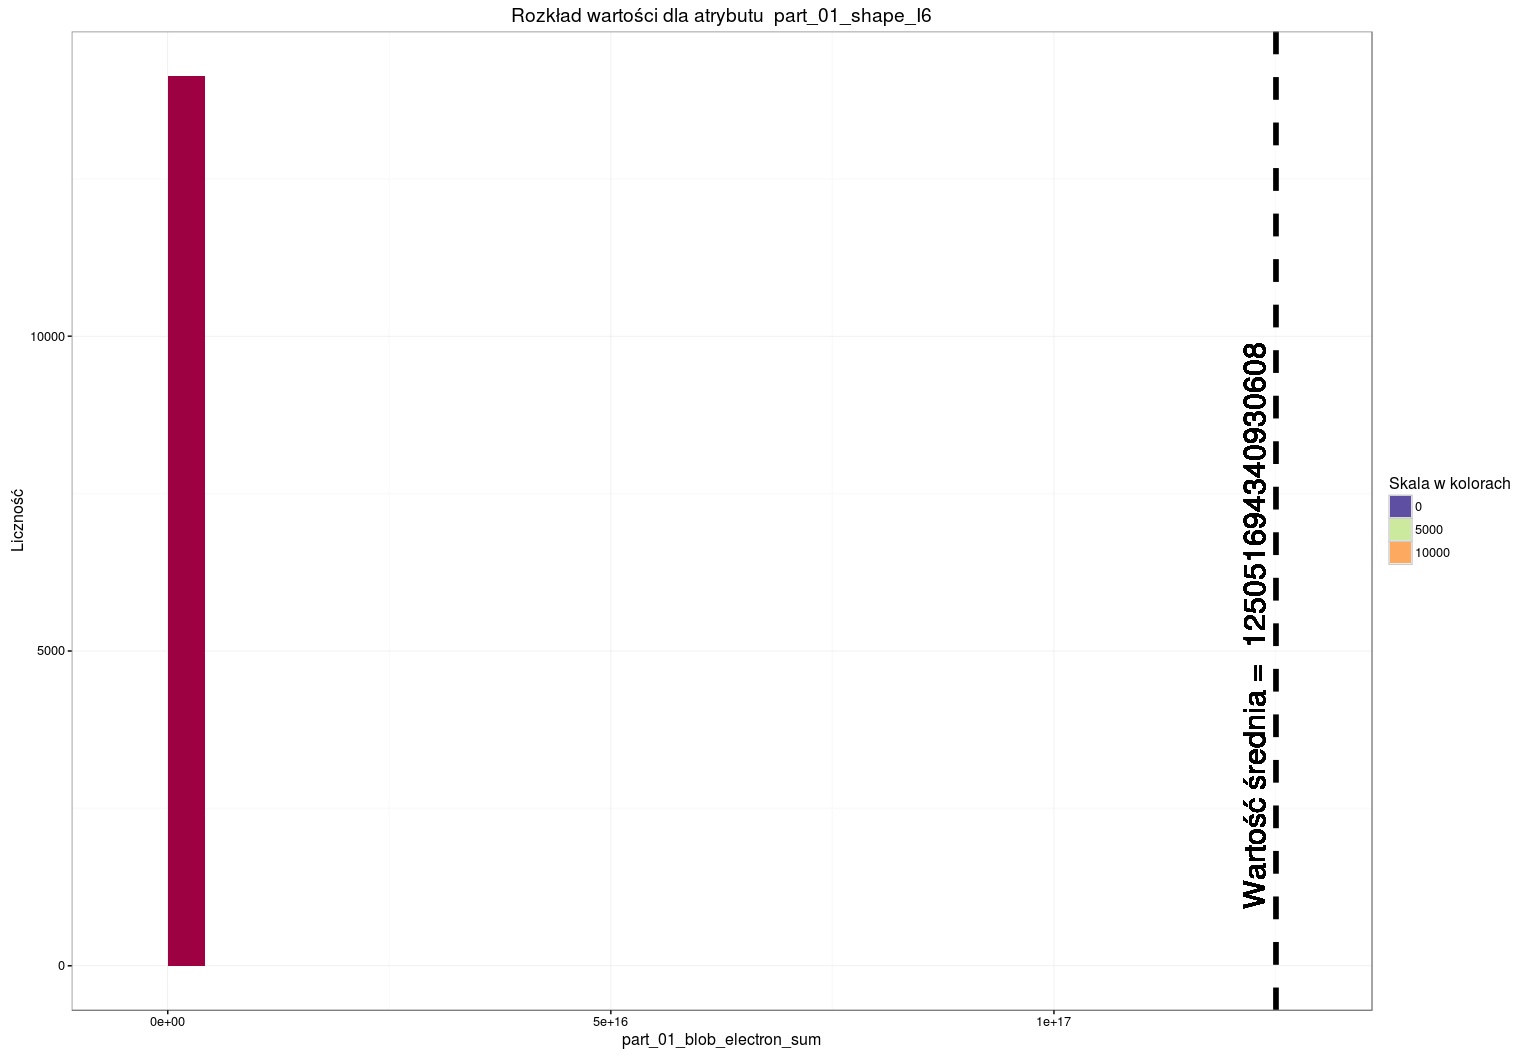 Rozkład wartości dla atrybutu  part_01_shape_I6
Liczność
10000
5000
0
0e+00
5e+16
1e+17
part_01_blob_electron_sum
Wartość średnia =  125051694340930608
Skala w kolorach
0
5000
10000